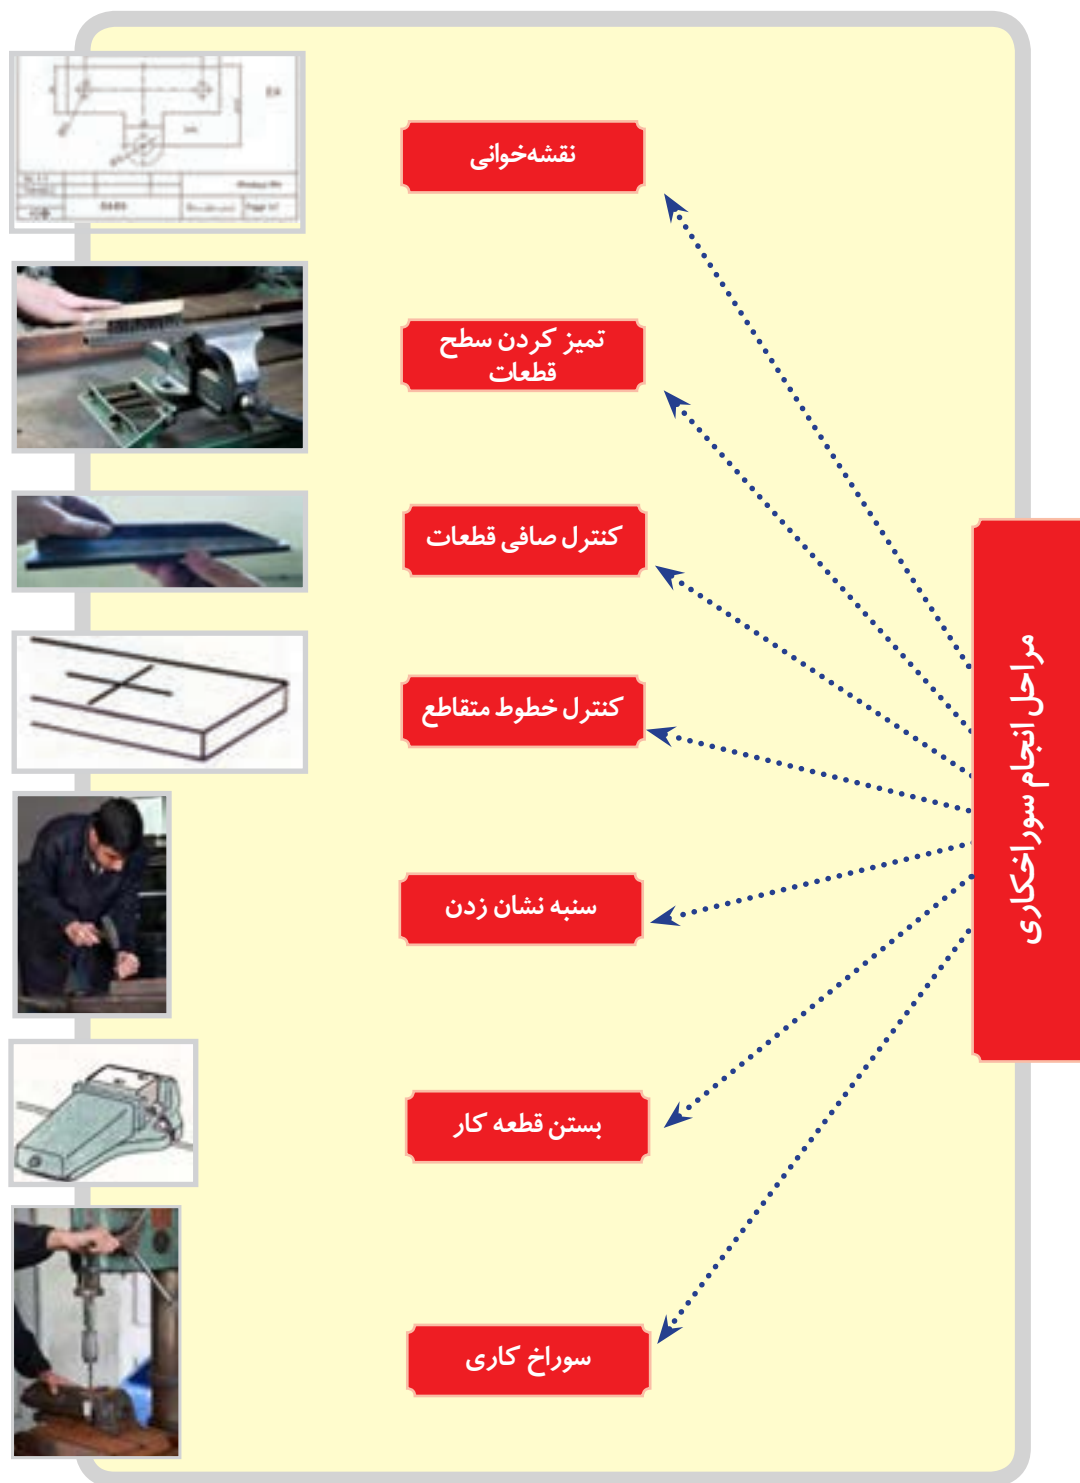 مراحل انجام سوراخکاری
نقشه‌خوانی
تمیز کردن سطح
قطعات
کنترل صافی قطعات
کنترل خطوط متقاطع
سنبه نشان زدن
بستن قطعه کار
سوراخ کاری